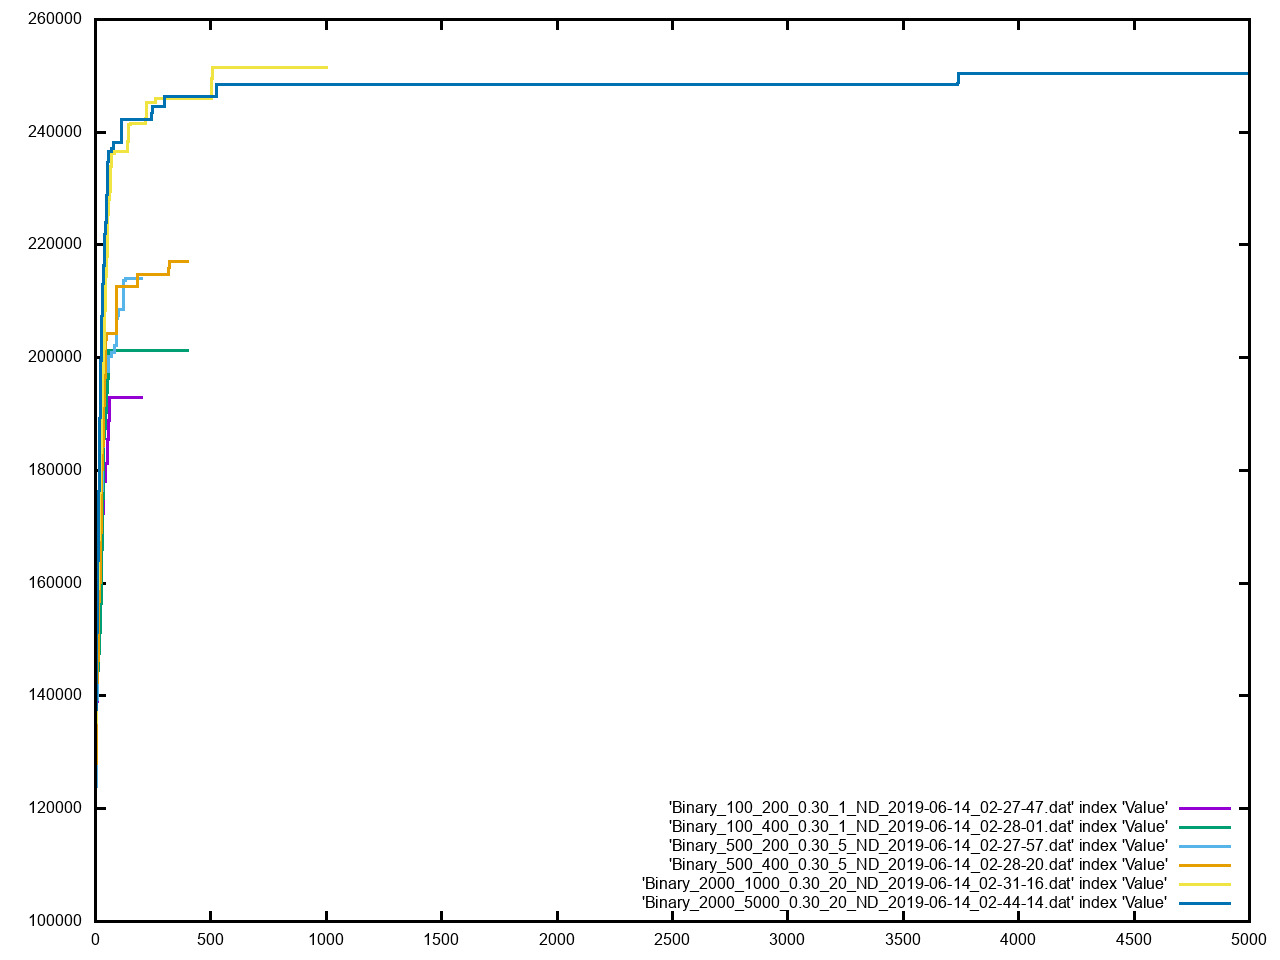 260000
240000
220000
200000
180000
160000
140000
120000
100000
'Binary_100_200_0.30_1_ND_2019-06-14_02-27-47.dat' index 'Value'
'Binary_100_400_0.30_1_ND_2019-06-14_02-28-01.dat' index 'Value'
'Binary_500_200_0.30_5_ND_2019-06-14_02-27-57.dat' index 'Value'
'Binary_500_400_0.30_5_ND_2019-06-14_02-28-20.dat' index 'Value'
'Binary_2000_1000_0.30_20_ND_2019-06-14_02-31-16.dat' index 'Value'
'Binary_2000_5000_0.30_20_ND_2019-06-14_02-44-14.dat' index 'Value'
0 500 1000 1500 2000 2500 3000 3500 4000 4500 5000